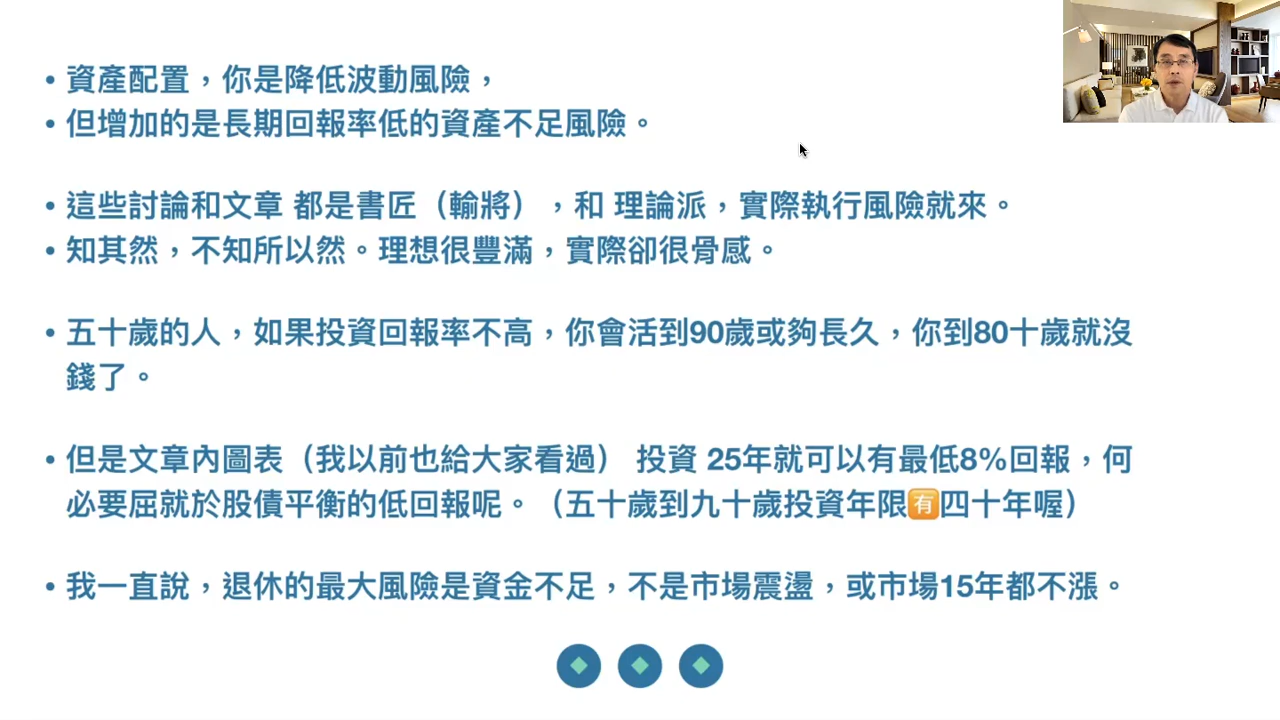 • 資產配置，你是降低波動風險，
• 但增加的是長期回報率低的資產不足風險。
• 這些討論和文章 都是書匠（輸將），和 理論派，實際執行風險就來。
• 知其然，不知所以然。理想很豐滿，實際卻很骨感。
• 五十歲的人，如果投資回報率不高，你會活到90歲或夠長久，你到80十歲就沒
錢了。
• 但是文章內圖表（我以前也給大家看過） 投資 25年就可以有最低8%回報，何
必要屈就於股債平衡的低回報呢。（五十歲到九十歲投資年限🈶四十年喔）
• 我一直說，退休的最大風險是資金不足，不是市場震盪，或市場15年都不漲。